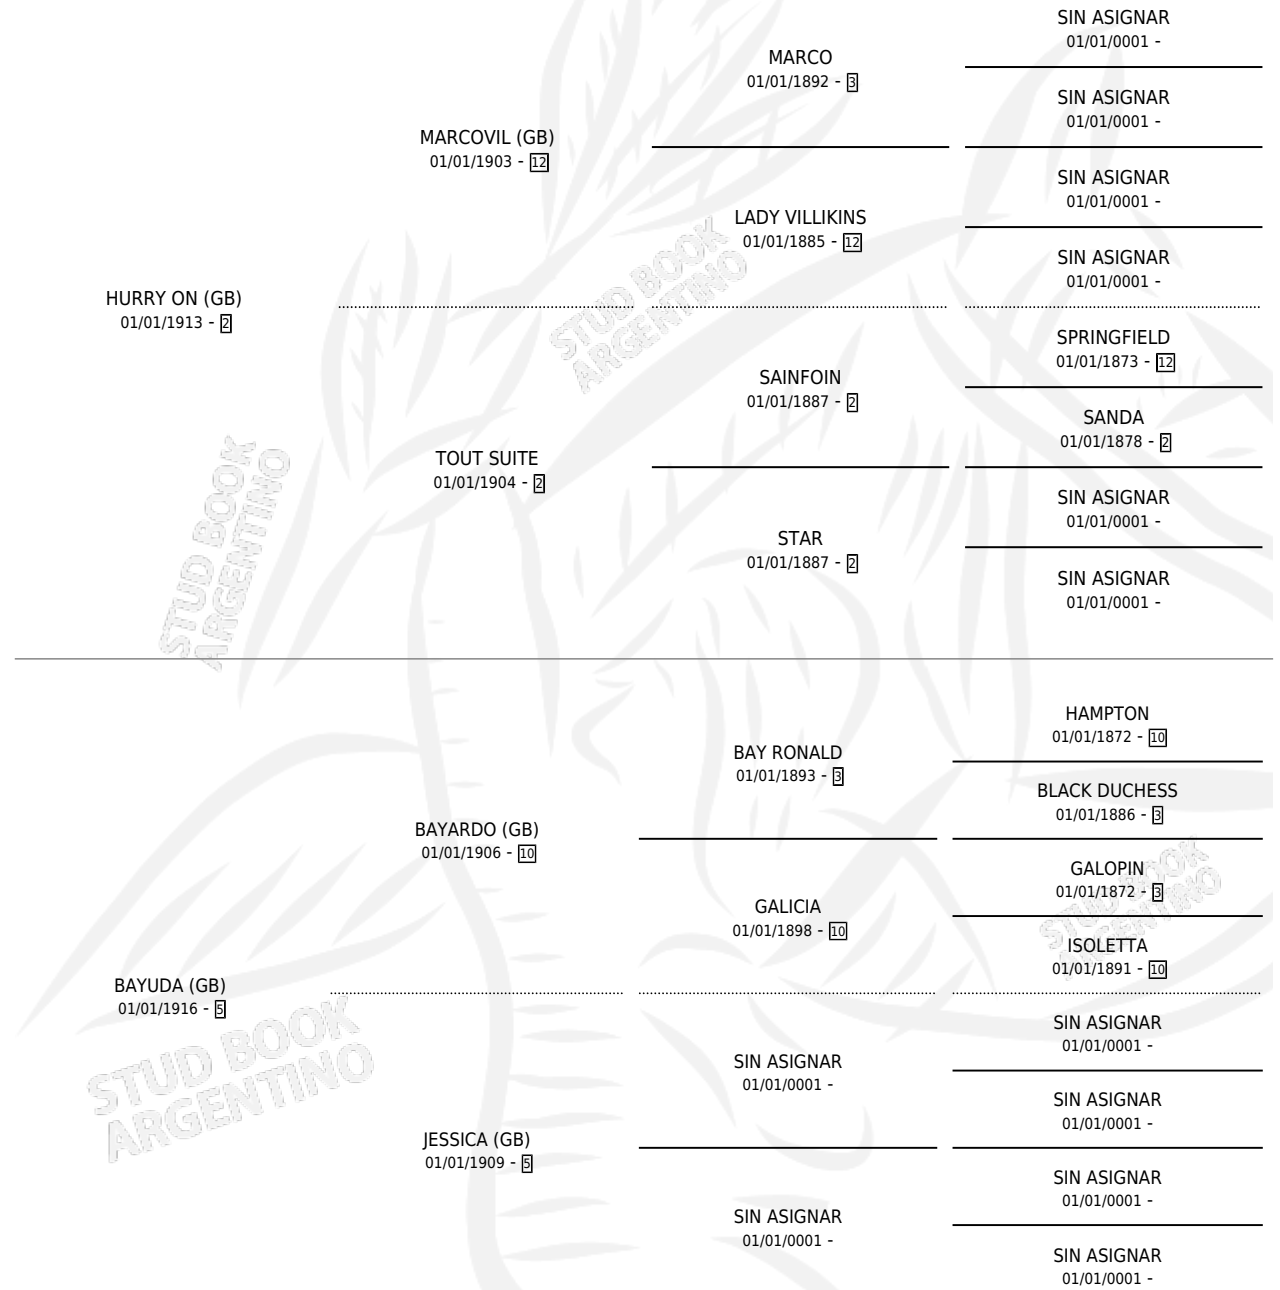 SIN ASIGNAR
01/01/0001 -
MARCO
01/01/1892 - 3
SIN ASIGNAR
01/01/0001 -
MARCOVIL (GB)
01/01/1903 - 12
SIN ASIGNAR
01/01/0001 -
LADY VILLIKINS
01/01/1885 - 12
SIN ASIGNAR
01/01/0001 -
HURRY ON (GB)
01/01/1913 - 2
SPRINGFIELD
01/01/1873 - 12
SAINFOIN
01/01/1887 - 2
SANDA
01/01/1878 - 2
TOUT SUITE
01/01/1904 - 2
SIN ASIGNAR
01/01/0001 -
STAR
01/01/1887 - 2
SIN ASIGNAR
01/01/0001 -
HAMPTON
01/01/1872 - 10
BAY RONALD
01/01/1893 - 3
BLACK DUCHESS
01/01/1886 - 3
BAYARDO (GB)
01/01/1906 - 10
GALOPIN
01/01/1872 - 3
GALICIA
01/01/1898 - 10
ISOLETTA
01/01/1891 - 10
BAYUDA (GB)
01/01/1916 - 5
SIN ASIGNAR
01/01/0001 -
SIN ASIGNAR
01/01/0001 -
SIN ASIGNAR
01/01/0001 -
JESSICA (GB)
01/01/1909 - 5
SIN ASIGNAR
01/01/0001 -
SIN ASIGNAR
01/01/0001 -
SIN ASIGNAR
01/01/0001 -
STUD BOOK
ARGENTINO
STUD BOOK
ARGENTINO
STUD BOOK
ARGENTINO
STUD BOOK
ARGENTINO